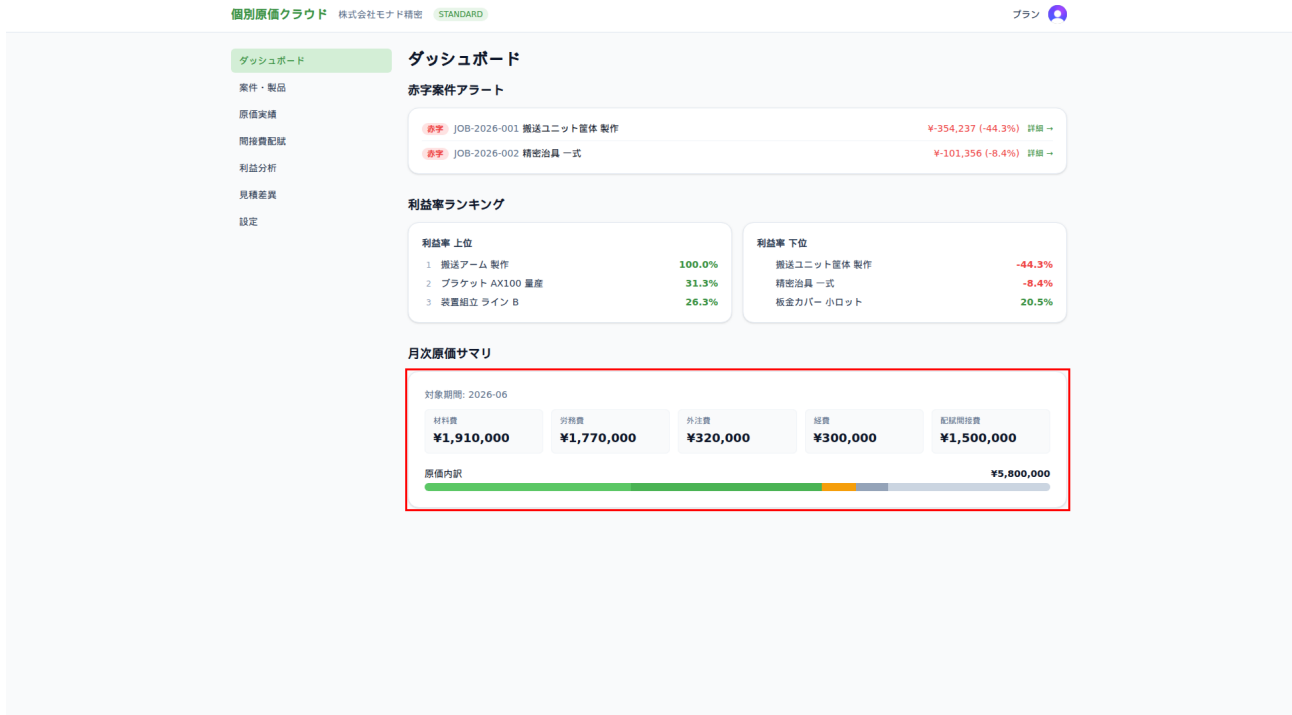 個別原価クラウド 株式会社モナド精密 STANDARD プラン
ダッシュボード
案件・製品
原価実績
間接費配賦
利益分析
見積差異
設定
ダッシュボード
赤字案件アラート
赤字 JOB-2026-001 搬送ユニット筐体 製作 ¥-354,237 (-44.3%) 詳細 →
赤字 JOB-2026-002 精密治具 一式 ¥-101,356 (-8.4%) 詳細 →
利益率ランキング
利益率 上位
1 搬送アーム 製作 100.0%
2 ブラケット AX100 量産 31.3%
3 装置組立 ライン B 26.3%
利益率 下位
搬送ユニット筐体 製作 -44.3%
精密治具 一式 -8.4%
板金カバー 小ロット 20.5%
月次原価サマリ
対象期間: 2026-06
材料費 労務費 外注費 経費 配賦間接費
¥1,910,000 ¥1,770,000 ¥320,000 ¥300,000 ¥1,500,000
原価内訳 ¥5,800,000